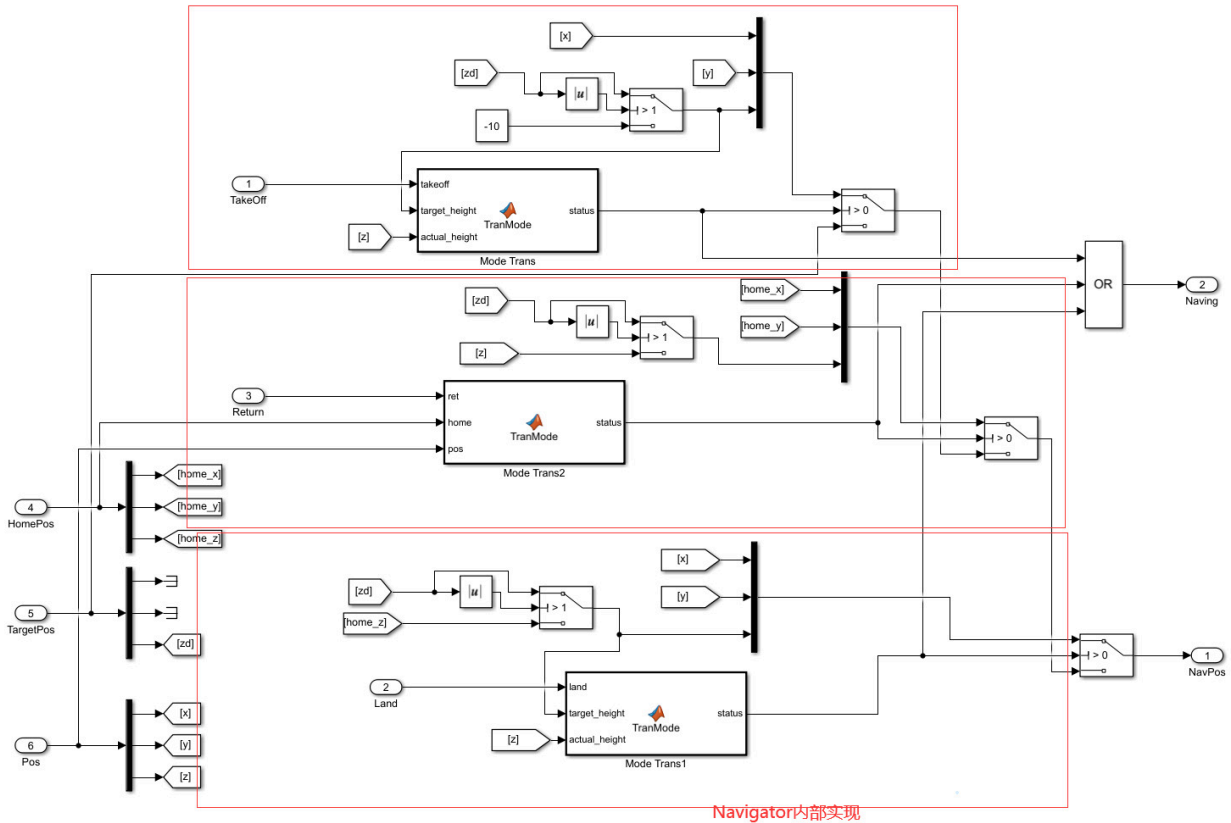 [x]
[zd]
[y]
|u|
> 1
-10
1
TakeOff
takeoff
target_height
status
TranMode
[z]
actual_height
Mode Trans
> 0
OR
2
Naving
[home_x]
[zd]
|u|
[home_y]
> 1
[z]
3
Return
ret
home
status
TranMode
pos
Mode Trans2
> 0
4
HomePos
[home_x]
[home_y]
[home_z]
5
TargetPos
[zd]
[x]
[zd]
|u|
[y]
> 1
[home_z]
> 0
1
NavPos
2
Land
land
target_height
status
TranMode
[z]
actual_height
Mode Trans1
6
Pos
[x]
[y]
[z]
Navigator内部实现